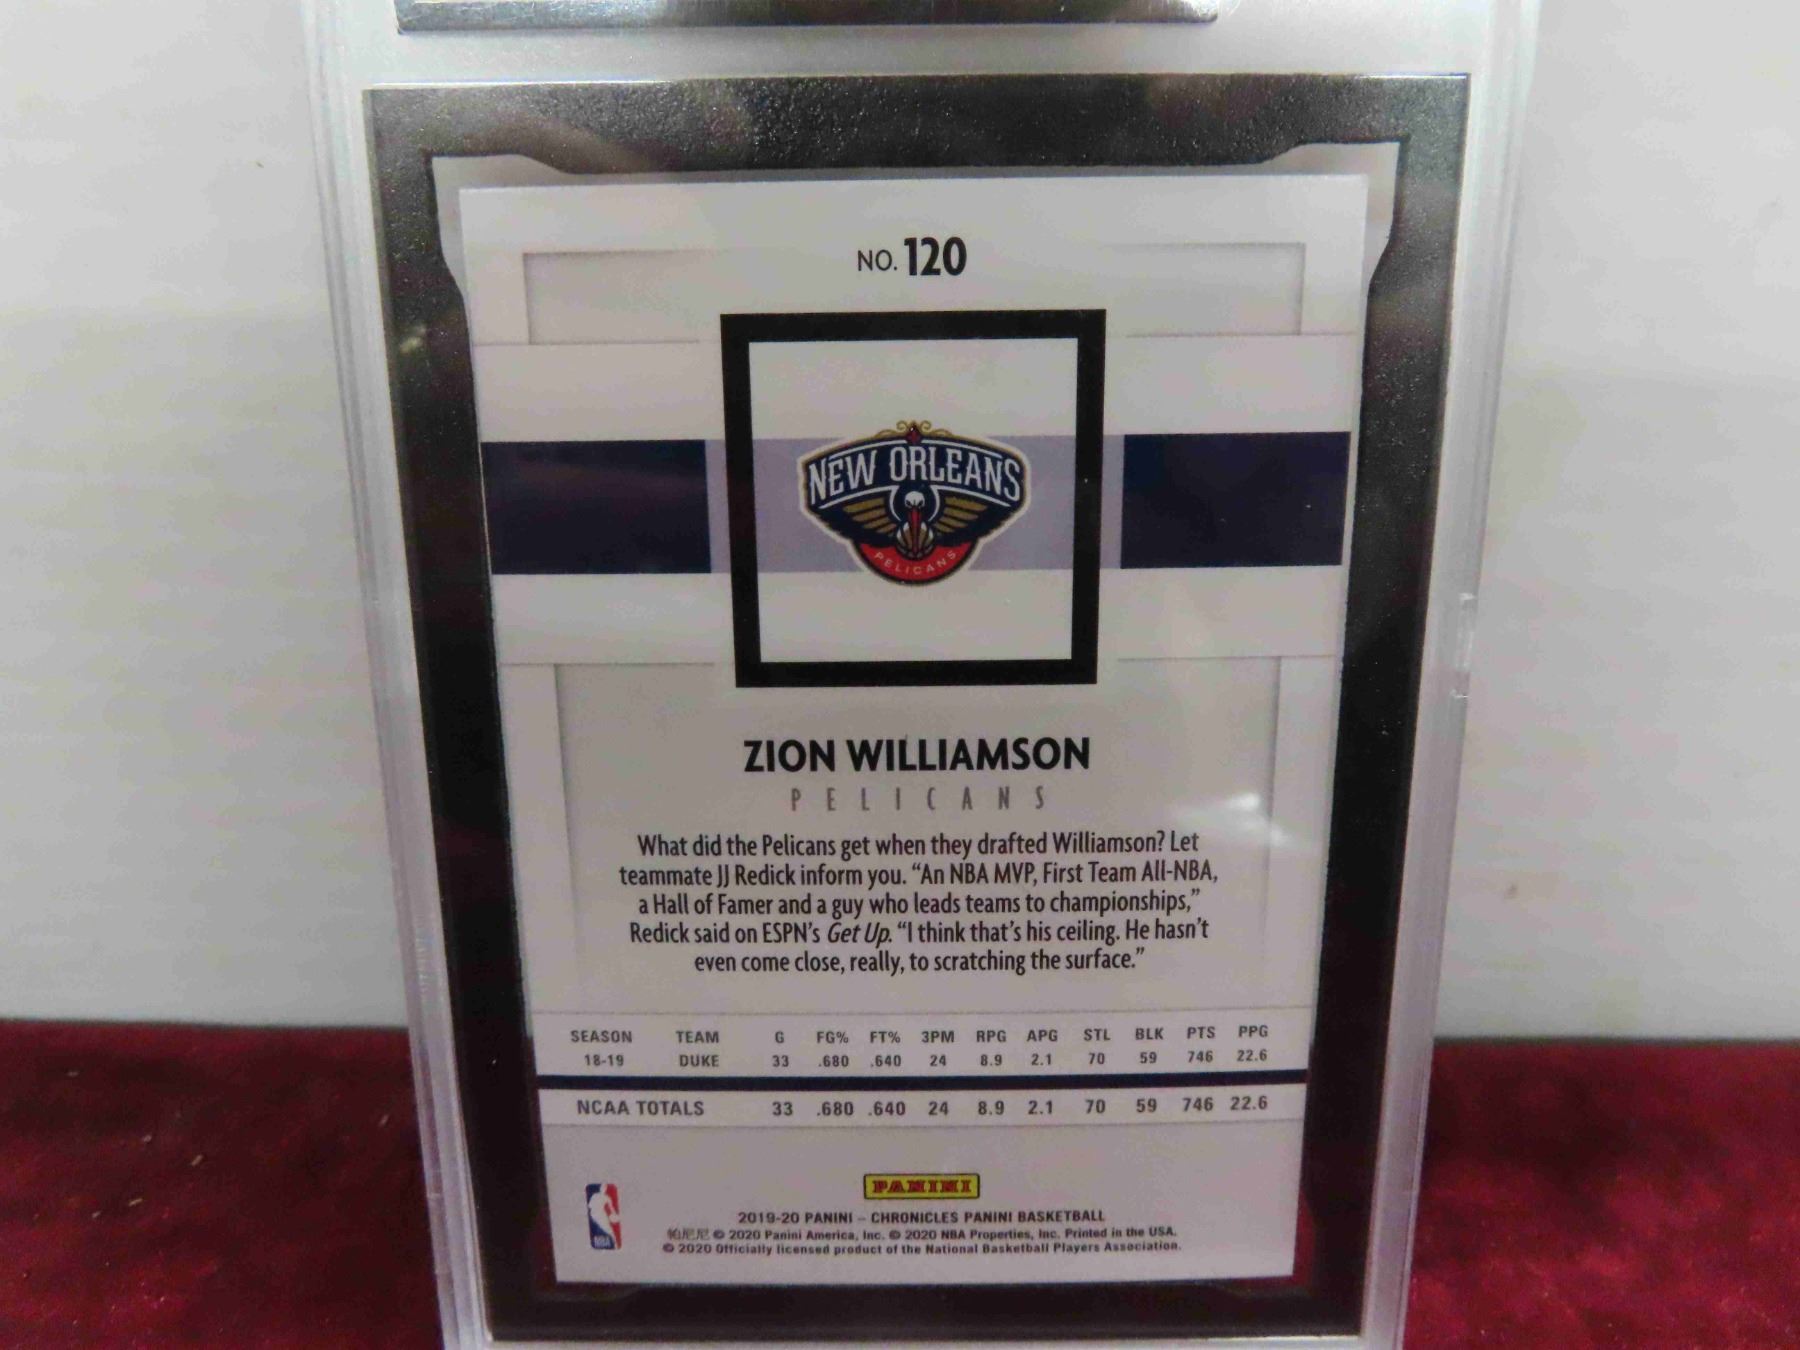 NO. 120
NEW ORLEANS
PELICANS
ZION WILLIAMSON
PELICANS
What did the Pelicans get when they drafted Williamson? Let
teammate JJ Redick inform you. “An NBA MVP, First Team All-NBA,
a Hall of Famer and a guy who leads teams to championships,”
Redick said on ESPN’s Get Up. “I think that’s his ceiling. He hasn’t
even come close, really, to scratching the surface.”
SEASON TEAM G FG% FT% 3PM RPG APG STL BLK PTS PPG
18-19 DUKE 33 .680 .640 24 8.9 2.1 70 59 746 22.6
NCAA TOTALS 33 .680 .640 24 8.9 2.1 70 59 746 22.6
PANINI
NBA
2019-20 PANINI – CHRONICLES PANINI BASKETBALL
帕尼尼 © 2020 Panini America, Inc. © 2020 NBA Properties, Inc. Printed in the USA.
© 2020 Officially licensed product of the National Basketball Players Association.